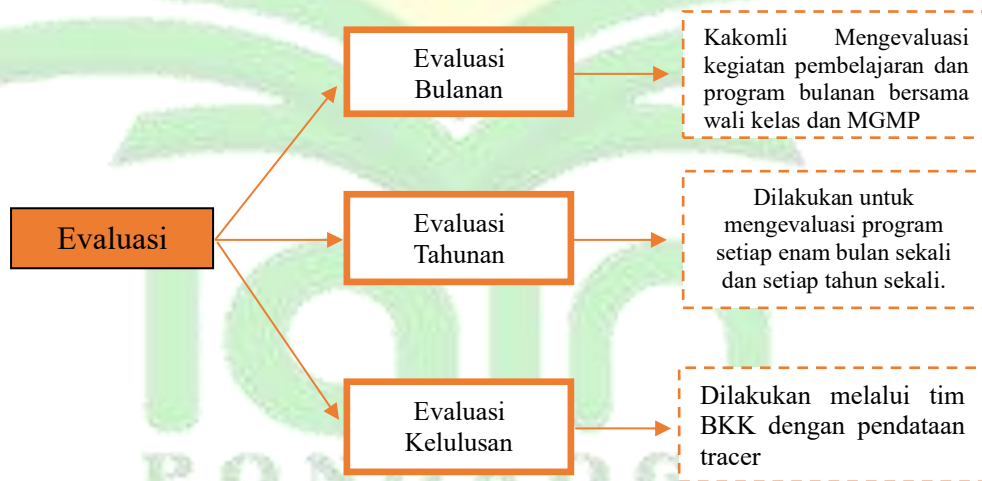 Evaluasi
Evaluasi
Bulanan
Kakomli Mengevaluasi
kegiatan pembelajaran dan
program bulanan bersama
wali kelas dan MGMP
Evaluasi
Tahunan
Dilakukan untuk
mengevaluasi program
setiap enam bulan sekali
dan setiap tahun sekali.
Evaluasi
Kelulusan
Dilakukan melalui tim
BKK dengan pendataan
tracer
iain